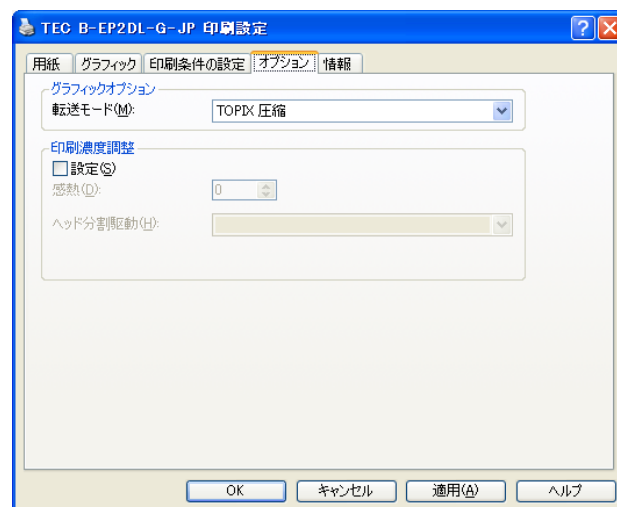 TEC B-EP2DL-G-JP 印刷設定
用紙 グラフィック 印刷条件の設定 オプション 情報
グラフィックオプション
転送モード(M): TOPIX 圧縮
印刷濃度調整
設定(S)
感熱(D): 0
ヘッド分割駆動(H):
OK キャンセル 適用(A) ヘルプ